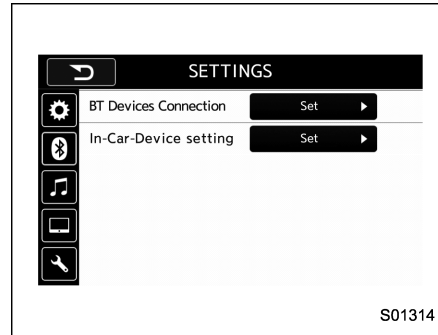 SETTINGS
BT Devices Connection Set
In-Car-Device setting Set
S01314